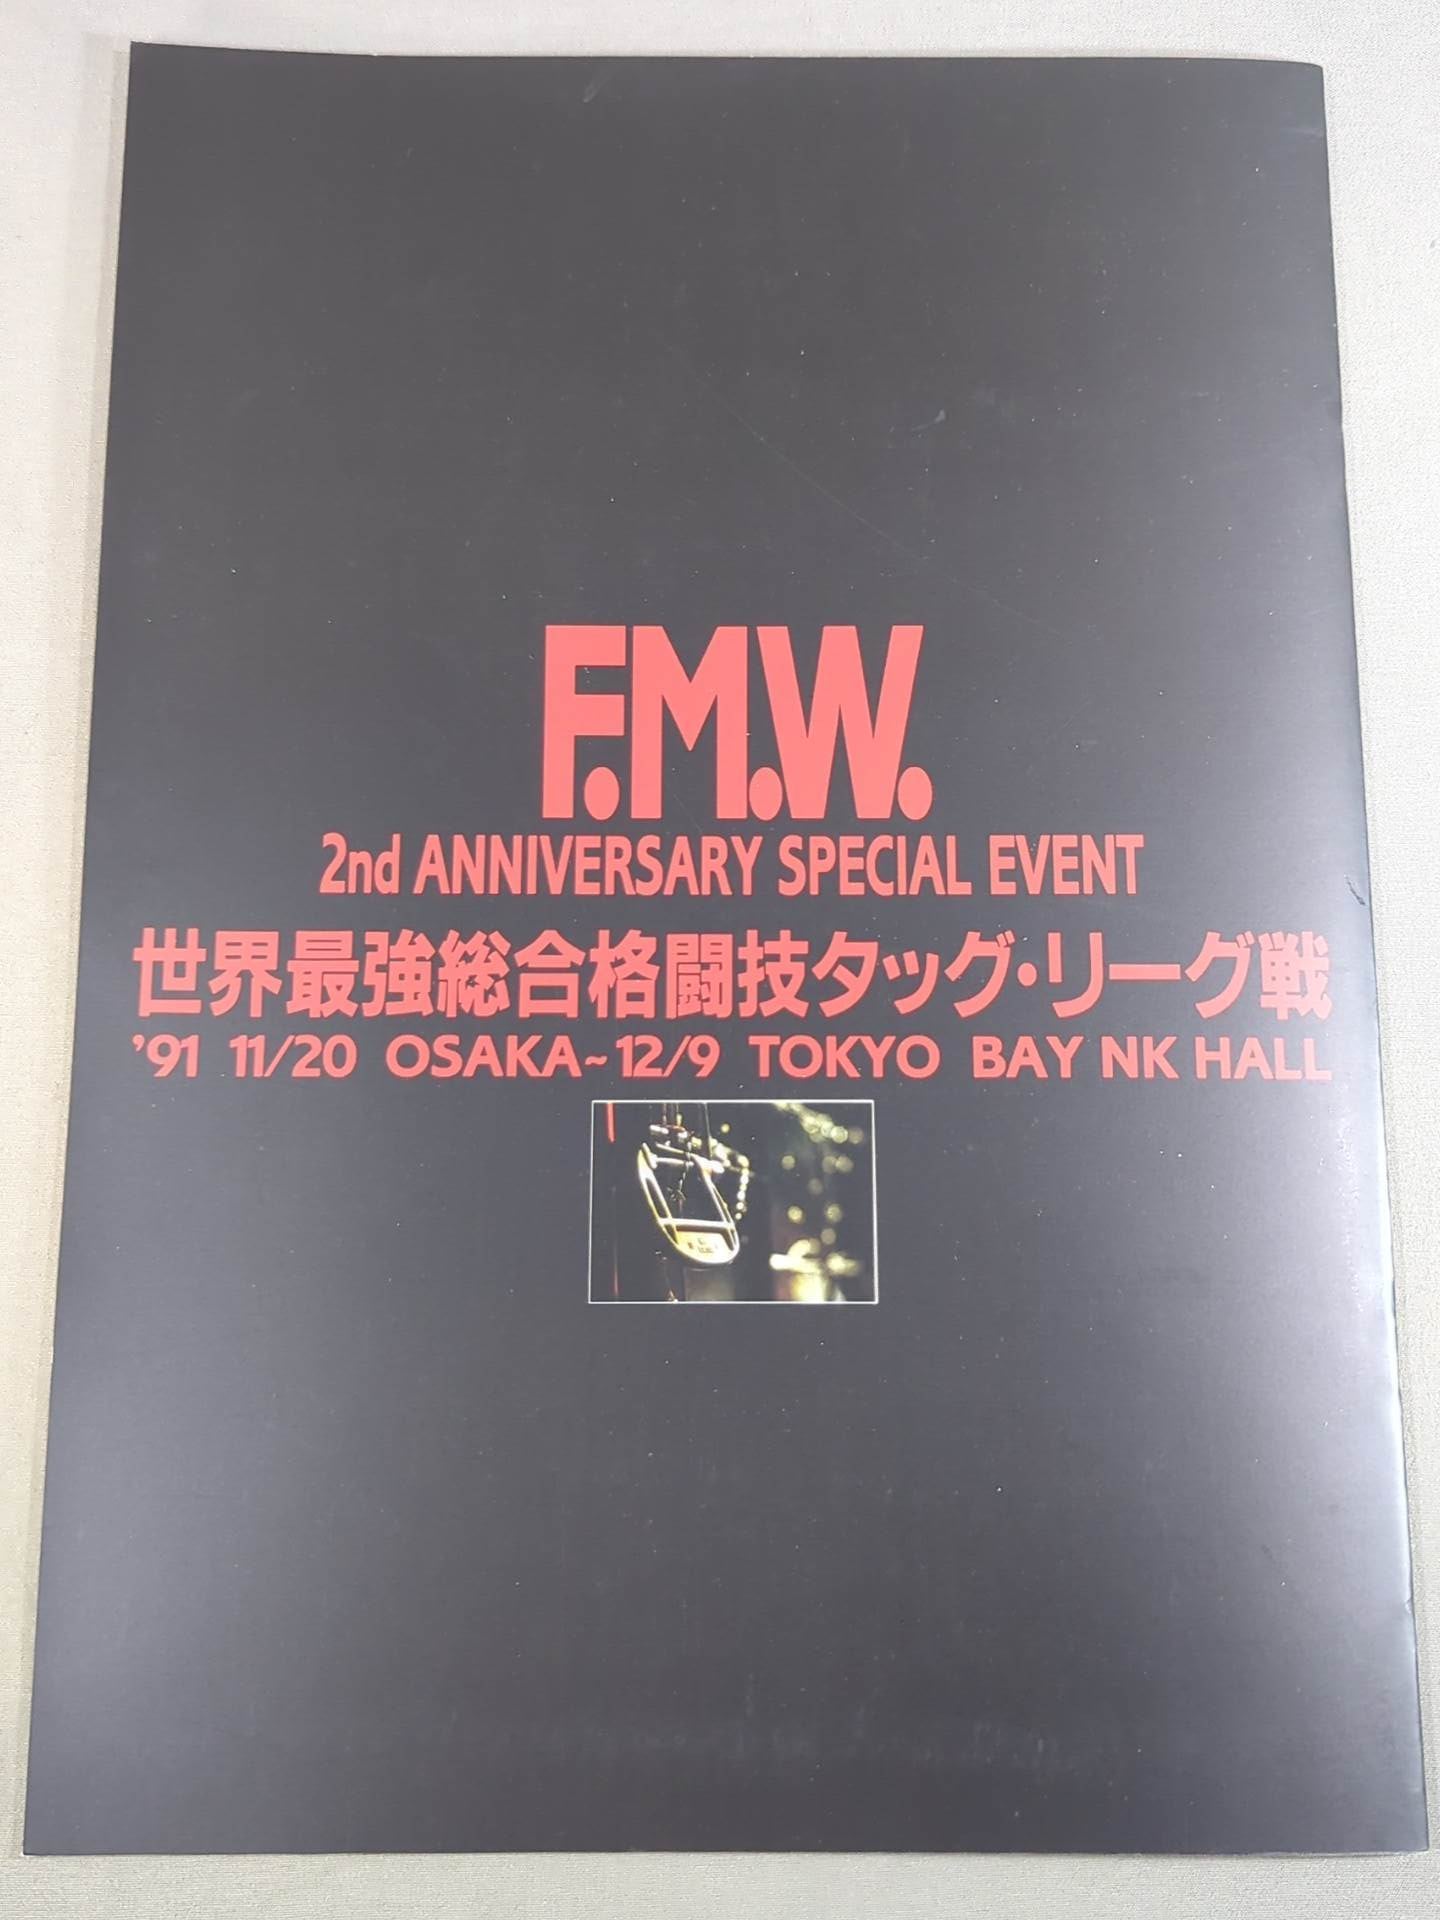 F.M.W.
2nd ANNIVERSARY SPECIAL EVENT
世界最強総合格闘技タッグ・リーグ戦
'91 11/20 OSAKA~12/9 TOKYO BAY NK HALL